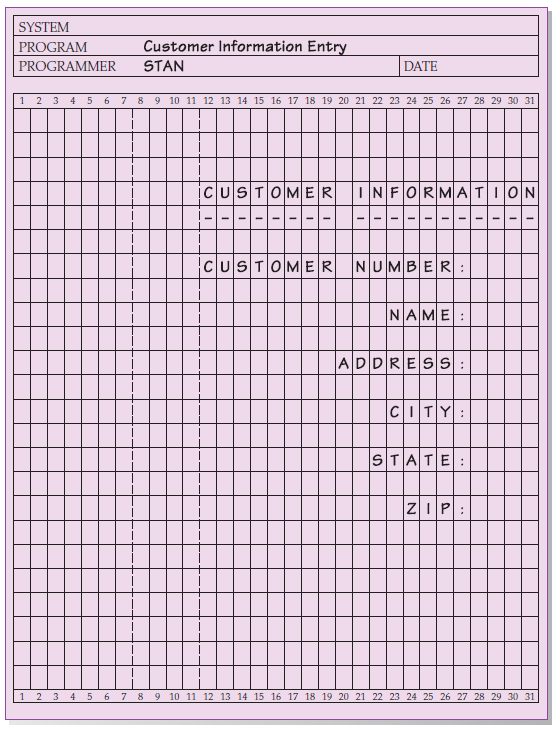 SYSTEM
PROGRAM Customer Information Entry
PROGRAMMER STAN DATE
1 2 3 4 5 6 7 8 9 10 11 12 13 14 15 16 17 18 19 20 21 22 23 24 25 26 27 28 29 30 31
CUSTOMER INFORMATION
-------- -----------
CUSTOMER NUMBER:
NAME:
ADDRESS:
CITY:
STATE:
ZIP:
1 2 3 4 5 6 7 8 9 10 11 12 13 14 15 16 17 18 19 20 21 22 23 24 25 26 27 28 29 30 31